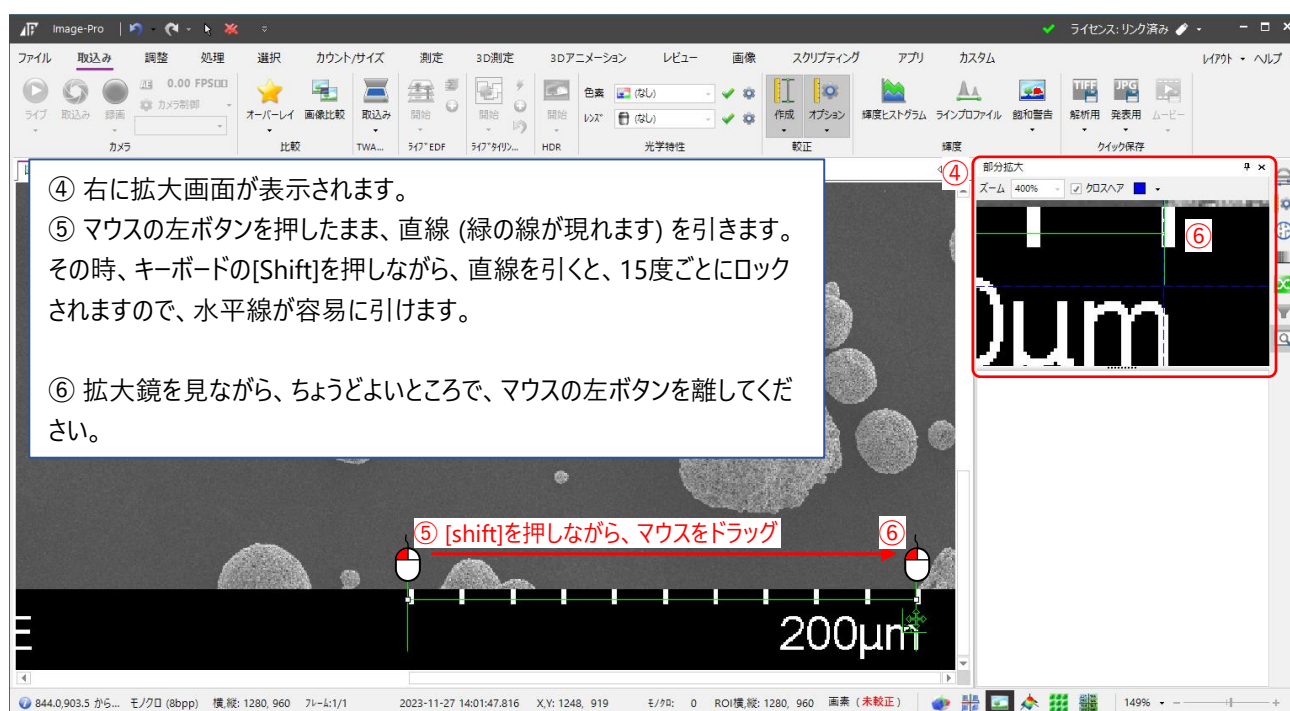 Image-Pro
ライセンス: リンク済み
ファイル 取込み 調整 処理 選択 カウント/サイズ 測定 3D測定 3Dアニメーション レビュー 画像 スクリプティング アプリ カスタム レイアウト ヘルプ
0.00 FPS
カメラ制御
ライブ 取込み 録画
カメラ
オーバーレイ 画像比較
比較
取込み
TWA...
開始
ライブEDF
開始
ライブタイリン...
開始
HDR
色素 (なし)
レンズ (なし)
光学特性
作成 オプション
較正
輝度ヒストグラム ラインプロファイル 飽和警告
輝度
TIFF JPG
解析用 発表用 ムービー
クイック保存
④ 右に拡大画面が表示されます。
⑤ マウスの左ボタンを押したまま、直線 (緑の線が現れます) を引きます。
その時、キーボードの[Shift]を押しながら、直線を引くと、15度ごとにロック
されますので、水平線が容易に引けます。
⑥ 拡大鏡を見ながら、ちょうどよいところで、マウスの左ボタンを離してくだ
さい。
④
部分拡大
ズーム 400% クロスヘア
⑥
0µm
⑤ [shift]を押しながら、マウスをドラッグ
⑥
E
200µm
844.0,903.5 から... モノクロ (8bpp) 横,縦: 1280, 960 フレーム:1/1 2023-11-27 14:01:47.816 X,Y: 1248, 919 モノクロ: 0 ROI横,縦: 1280, 960 画素 (未較正) 149%